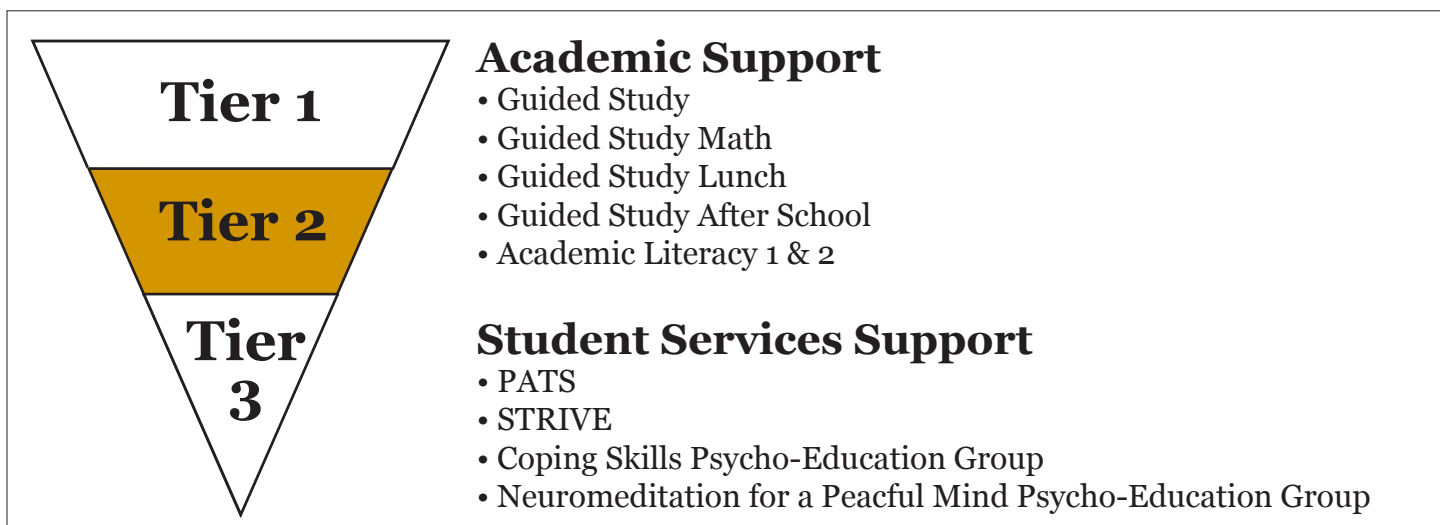 Tier 1
Tier 2
Tier
3
Academic Support
• Guided Study
• Guided Study Math
• Guided Study Lunch
• Guided Study After School
• Academic Literacy 1 & 2
Student Services Support
• PATS
• STRIVE
• Coping Skills Psycho-Education Group
• Neuromeditation for a Peacful Mind Psycho-Education Group